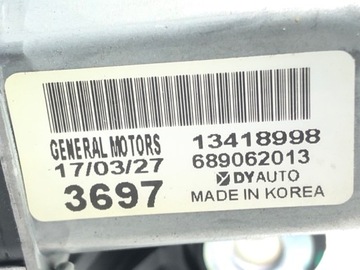 GENERAL MOTORS 13418998
17/03/27 689062013
3697 DYAUTO
MADE IN KOREA